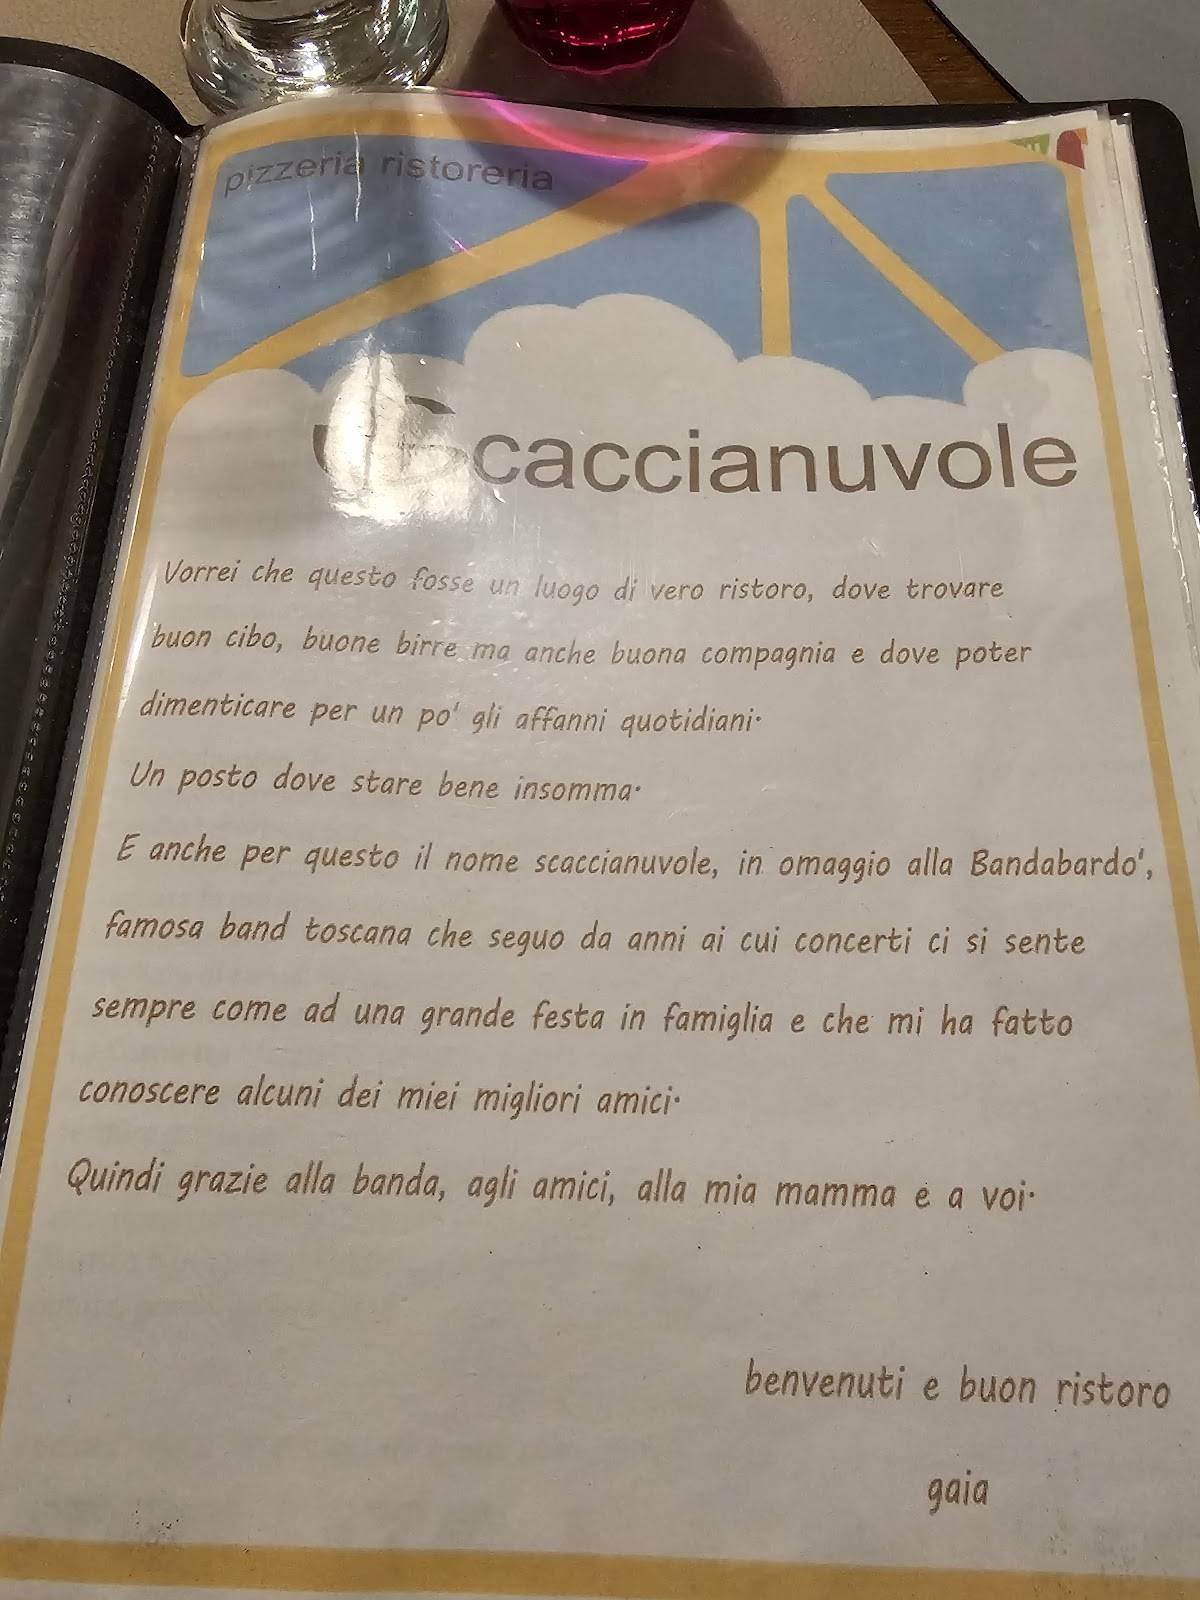 pizzeria ristoreria
Scaccianuvole
Vorrei che questo fosse un luogo di vero ristoro, dove trovare
buon cibo, buone birre ma anche buona compagnia e dove poter
dimenticare per un po' gli affanni quotidiani.
Un posto dove stare bene insomma.
E anche per questo il nome scaccianuvole, in omaggio alla Bandabardo',
famosa band toscana che seguo da anni ai cui concerti ci si sente
sempre come ad una grande festa in famiglia e che mi ha fatto
conoscere alcuni dei miei migliori amici.
Quindi grazie alla banda, agli amici, alla mia mamma e a voi.
benvenuti e buon ristoro
gaia